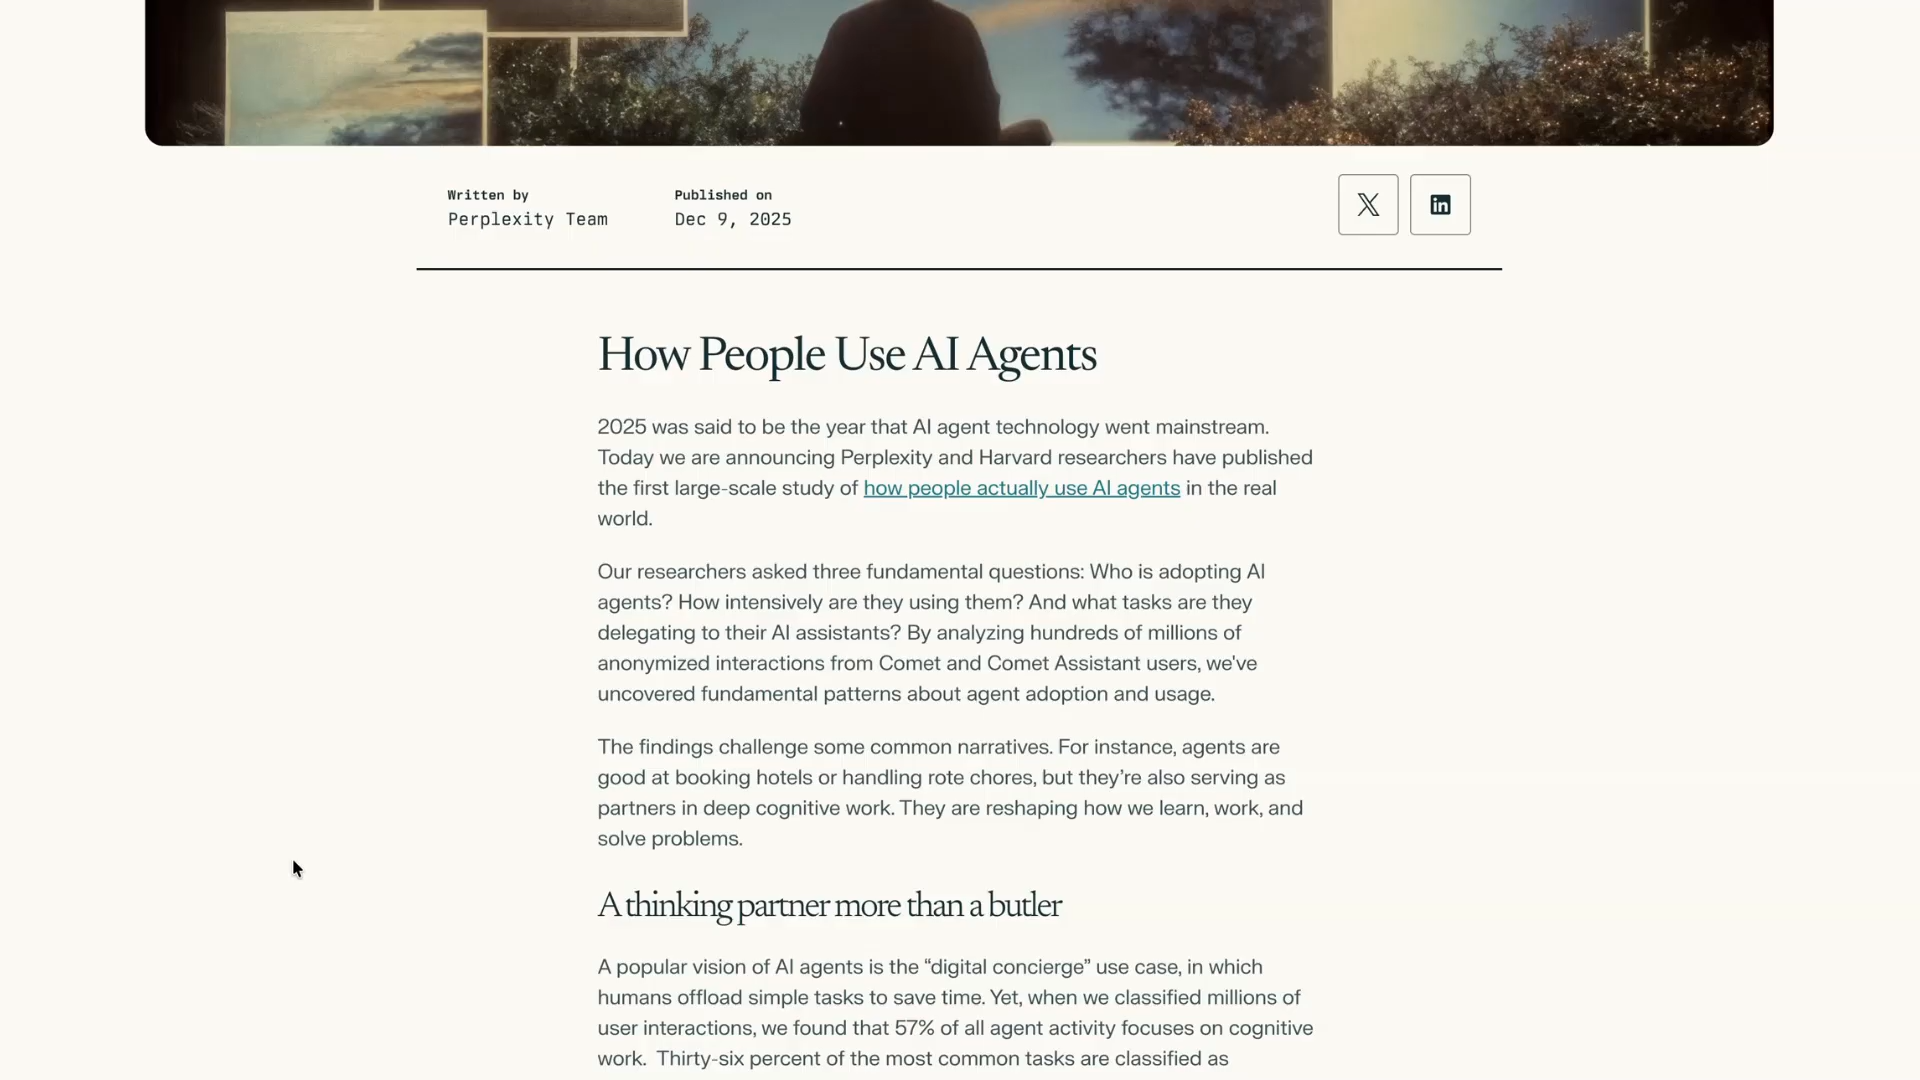 Written by
Perplexity Team
Published on
Dec 9, 2025
How People Use AI Agents
2025 was said to be the year that AI agent technology went mainstream.
Today we are announcing Perplexity and Harvard researchers have published
the first large-scale study of how people actually use AI agents in the real
world.
Our researchers asked three fundamental questions: Who is adopting AI
agents? How intensively are they using them? And what tasks are they
delegating to their AI assistants? By analyzing hundreds of millions of
anonymized interactions from Comet and Comet Assistant users, we've
uncovered fundamental patterns about agent adoption and usage.
The findings challenge some common narratives. For instance, agents are
good at booking hotels or handling rote chores, but they’re also serving as
partners in deep cognitive work. They are reshaping how we learn, work, and
solve problems.
A thinking partner more than a butler
A popular vision of AI agents is the “digital concierge” use case, in which
humans offload simple tasks to save time. Yet, when we classified millions of
user interactions, we found that 57% of all agent activity focuses on cognitive
work.  Thirty-six percent of the most common tasks are classified as